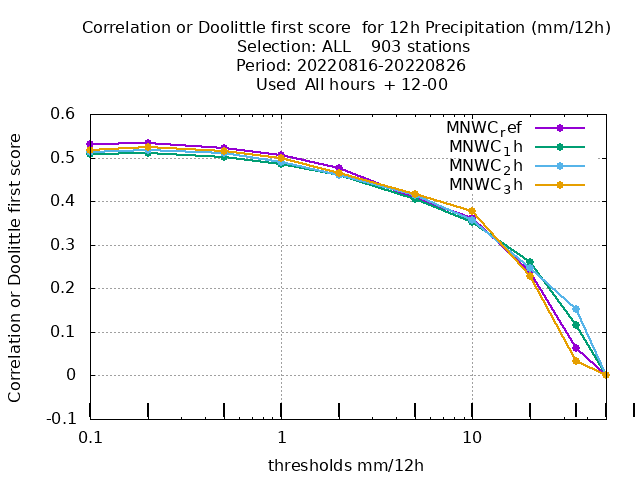 Correlation or Doolittle first score  for 12h Precipitation (mm/12h)
Selection: ALL    903 stations
Period: 20220816-20220826
Used  All hours  + 12-00
MNWC_ref
MNWC_1h
MNWC_2h
MNWC_3h
Correlation or Doolittle first score
0.6
0.5
0.4
0.3
0.2
0.1
0
-0.1
0.1 1 10
thresholds mm/12h